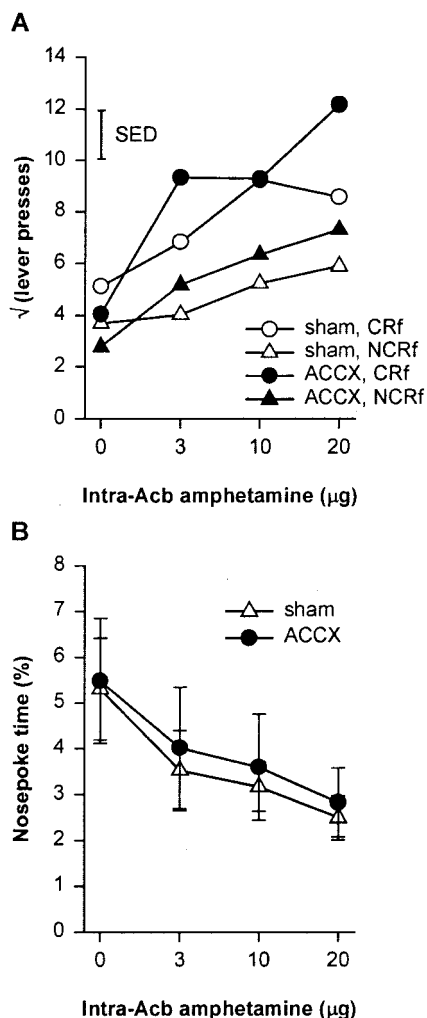 A
14
12
10
8
6
4
2
0
√ (lever presses)
SED
sham, CRf
sham, NCRf
ACCX, CRf
ACCX, NCRf
0 3 10 20
Intra-Acb amphetamine (μg)
B
8
7
6
5
4
3
2
1
0
Nosepoke time (%)
sham
ACCX
0 3 10 20
Intra-Acb amphetamine (μg)